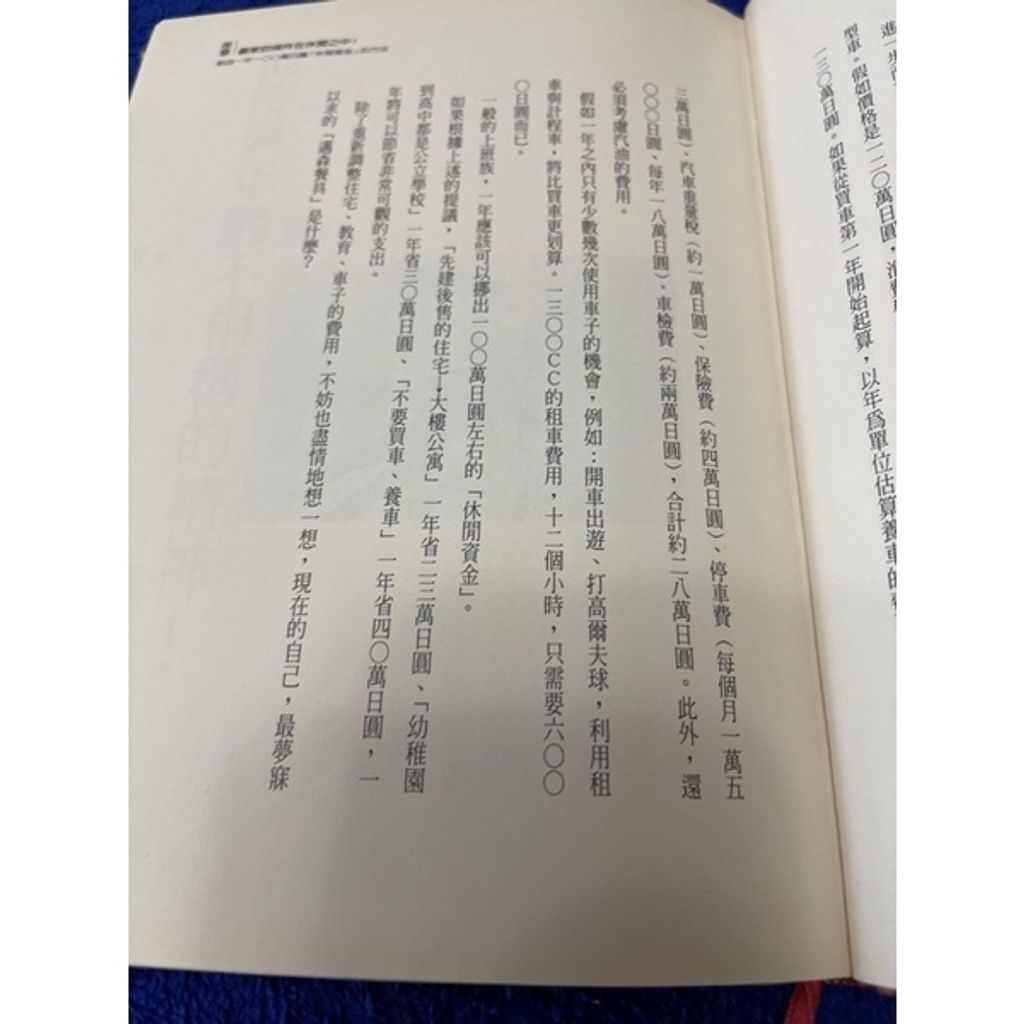 進一步
型車。假如價格是一二〇萬日圓，消費
一三〇萬日圓。如果從買車第一年開始起算，以年為單位估算養車的
三萬日圓）、汽車重量稅（約一萬日圓）、保險費（約四萬日圓）、停車費（每個月一萬五
〇〇〇日圓、每年一八萬日圓）、車檢費（約兩萬日圓），合計約二八萬日圓。此外，還
必須考慮汽油的費用。
假如一年之內只有少數幾次使用車子的機會，例如：開車出遊、打高爾夫球，利用租
車與計程車，將比買車更划算。一三〇〇CC的租車費用，十二個小時，只需要六〇〇
〇日圓而已。
一般的上班族，一年應該可以挪出一〇〇萬日圓左右的「休閒資金」。
如果根據上述的提議，「先建後售的住宅→大樓公寓」一年省二三萬日圓、「幼稚園
到高中都是公立學校」一年省三〇萬日圓、「不要買車、養車」一年省四〇萬日圓，一
年將可以節省非常可觀的支出。
除了重新調整住宅、教育、車子的費用，不妨也盡情地想一想，現在的自己，最夢寐
以求的「邁森餐具」是什麼？